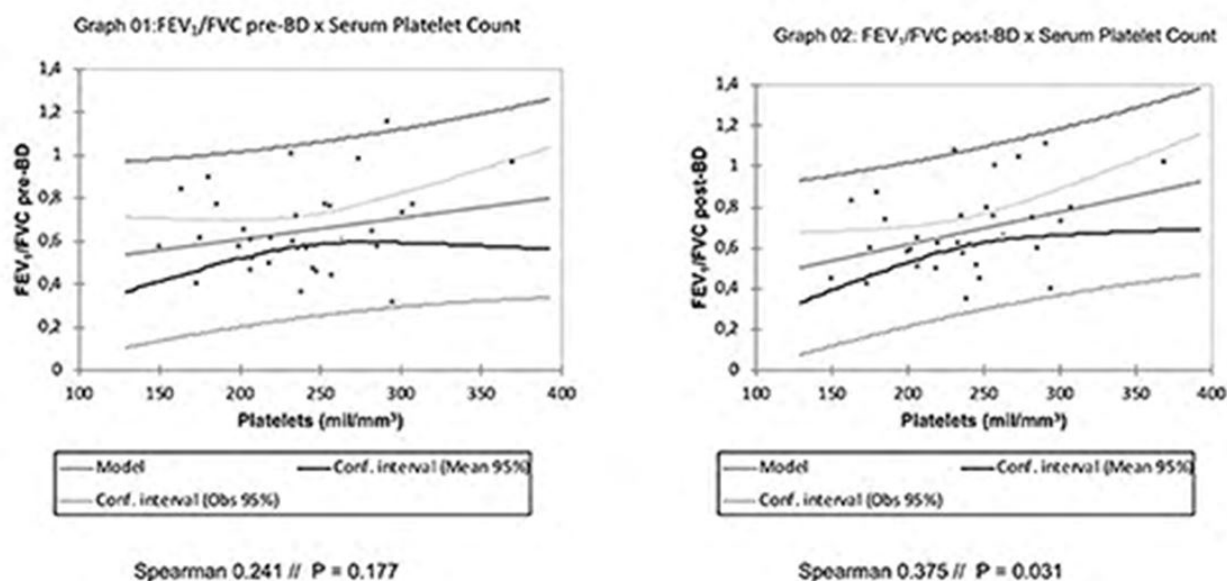 Graph 01:FEV₁/FVC pre-BD x Serum Platelet Count
FEV₁/FVC pre-BD
1,4
1,2
1
0,8
0,6
0,4
0,2
0
100 150 200 250 300 350 400
Platelets (mil/mm³)
Model
Conf. interval (Mean 95%)
Conf. interval (Obs 95%)
Spearman 0.241 // P = 0.177
Graph 02: FEV₁/FVC post-BD x Serum Platelet Count
FEV₁/FVC post-BD
1,4
1,2
1
0,8
0,6
0,4
0,2
0
100 150 200 250 300 350 400
Platelets (mil/mm³)
Model
Conf. interval (Mean 95%)
Conf. interval (Obs 95%)
Spearman 0.375 // P = 0.031